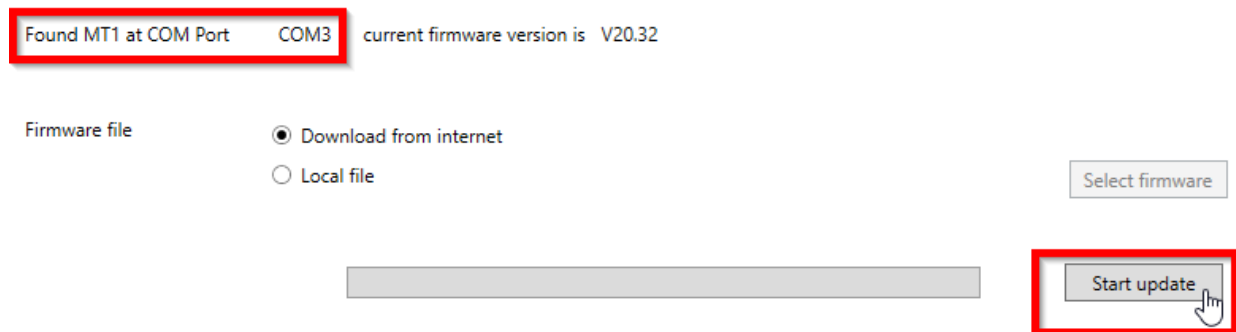 Found MT1 at COM Port COM3 current firmware version is V20.32
Firmware file
Download from internet
Local file
Select firmware
Start update